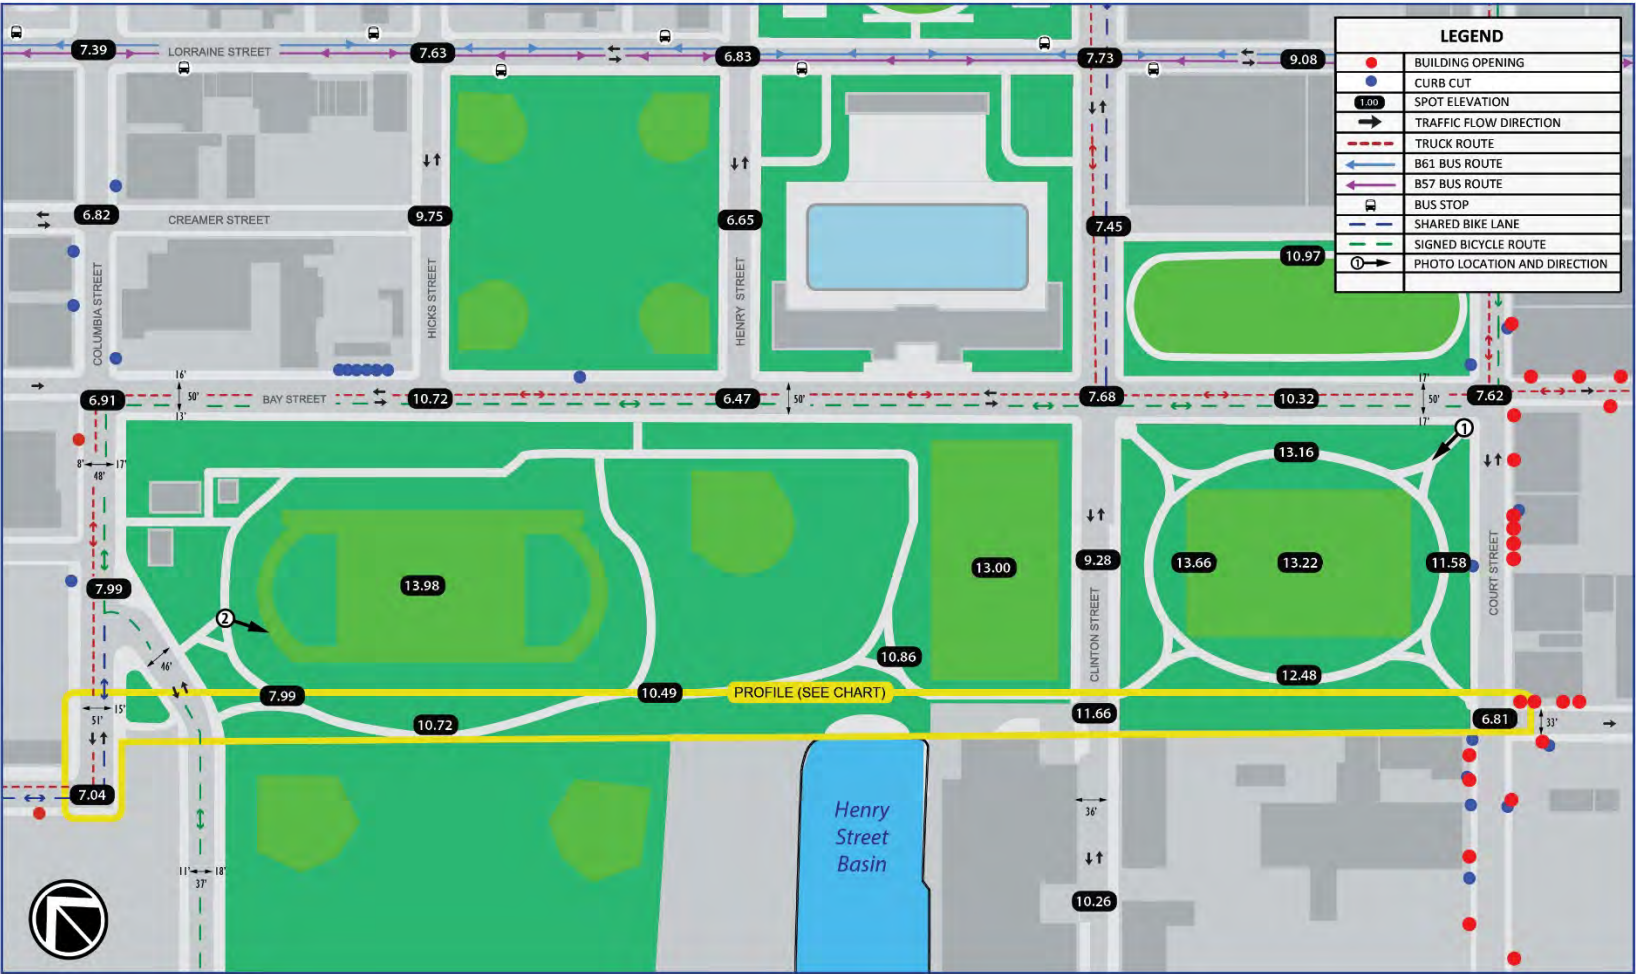 LEGEND
BUILDING OPENING
CURB CUT
1.00 SPOT ELEVATION
TRAFFIC FLOW DIRECTION
TRUCK ROUTE
B61 BUS ROUTE
B57 BUS ROUTE
BUS STOP
SHARED BIKE LANE
SIGNED BICYCLE ROUTE
1 PHOTO LOCATION AND DIRECTION
7.39
LORRAINE STREET
7.63
6.83
7.73
9.08
6.82
CREAMER STREET
9.75
6.65
7.45
10.97
COLUMBIA STREET
HICKS STREET
HENRY STREET
16'
17'
6.91
50'
BAY STREET
10.72
6.47
50'
7.68
10.32
50'
7.62
13'
17'
1
8'
17'
48'
13.16
7.99
13.98
13.00
9.28
13.66
13.22
11.58
COURT STREET
CLINTON STREET
2
46'
10.86
12.48
7.99
10.49
PROFILE (SEE CHART)
15'
51'
10.72
11.66
6.81
33'
7.04
Henry
Street
Basin
36'
11'
18'
37'
10.26